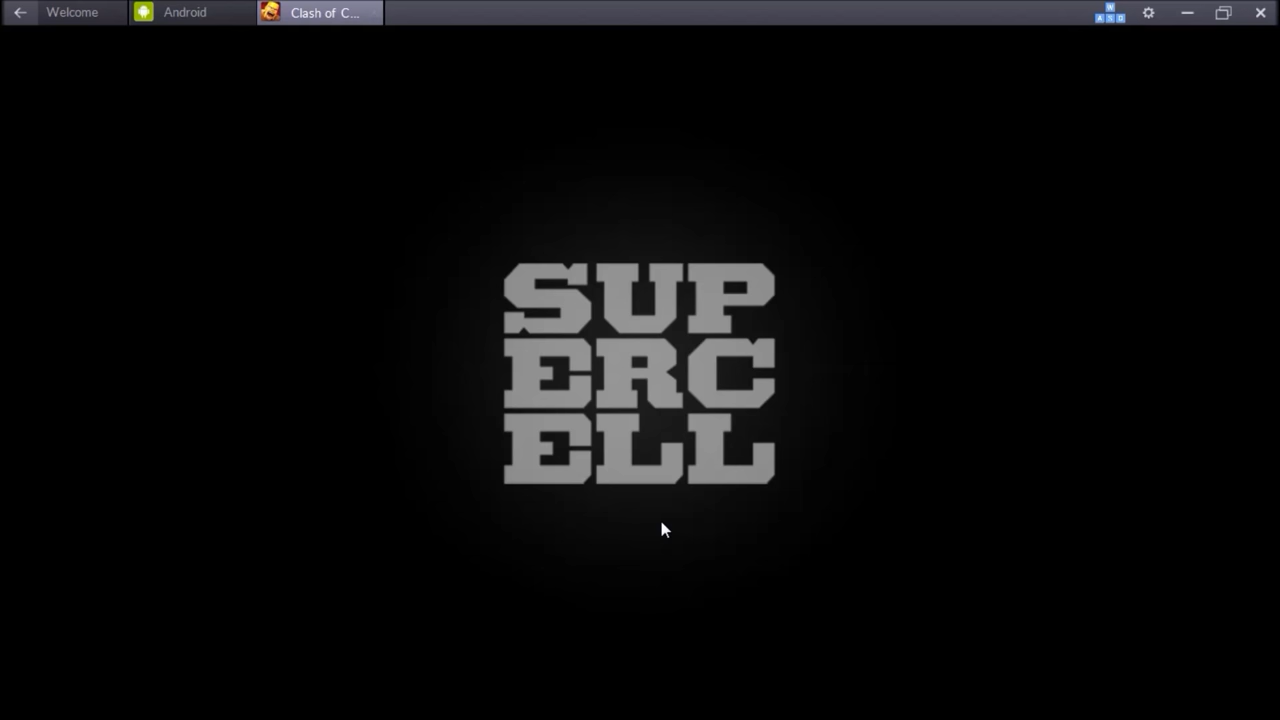 Welcome
Android
Clash of C...
W
A S D
SUP
ERC
ELL